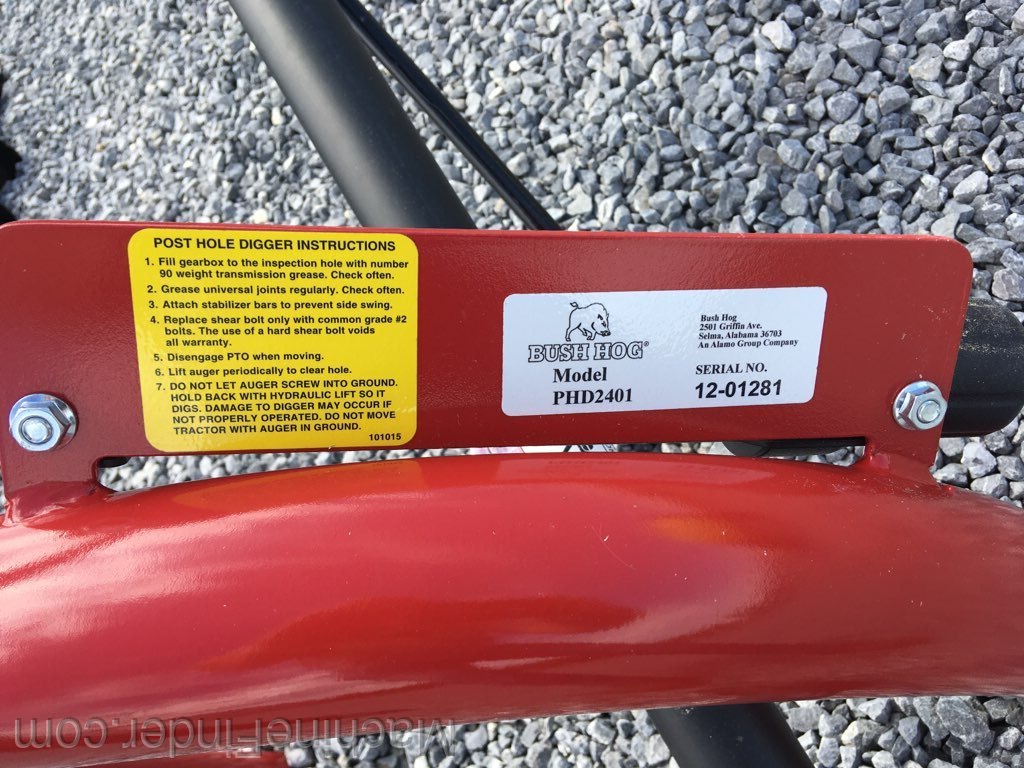 POST HOLE DIGGER INSTRUCTIONS
1. Fill gearbox to the inspection hole with number
90 weight transmission grease. Check often.
2. Grease universal joints regularly. Check often.
3. Attach stabilizer bars to prevent side swing.
4. Replace shear bolt only with common grade #2
bolts. The use of a hard shear bolt voids
all warranty.
5. Disengage PTO when moving.
6. Lift auger periodically to clear hole.
7. DO NOT LET AUGER SCREW INTO GROUND.
HOLD BACK WITH HYDRAULIC LIFT SO IT
DIGS. DAMAGE TO DIGGER MAY OCCUR IF
NOT PROPERLY OPERATED. DO NOT MOVE
TRACTOR WITH AUGER IN GROUND.
101015
BUSH HOG®
Model
PHD2401
Bush Hog
2501 Griffin Ave.
Selma, Alabama 36703
An Alamo Group Company
SERIAL NO.
12-01281
MachineFinder.com